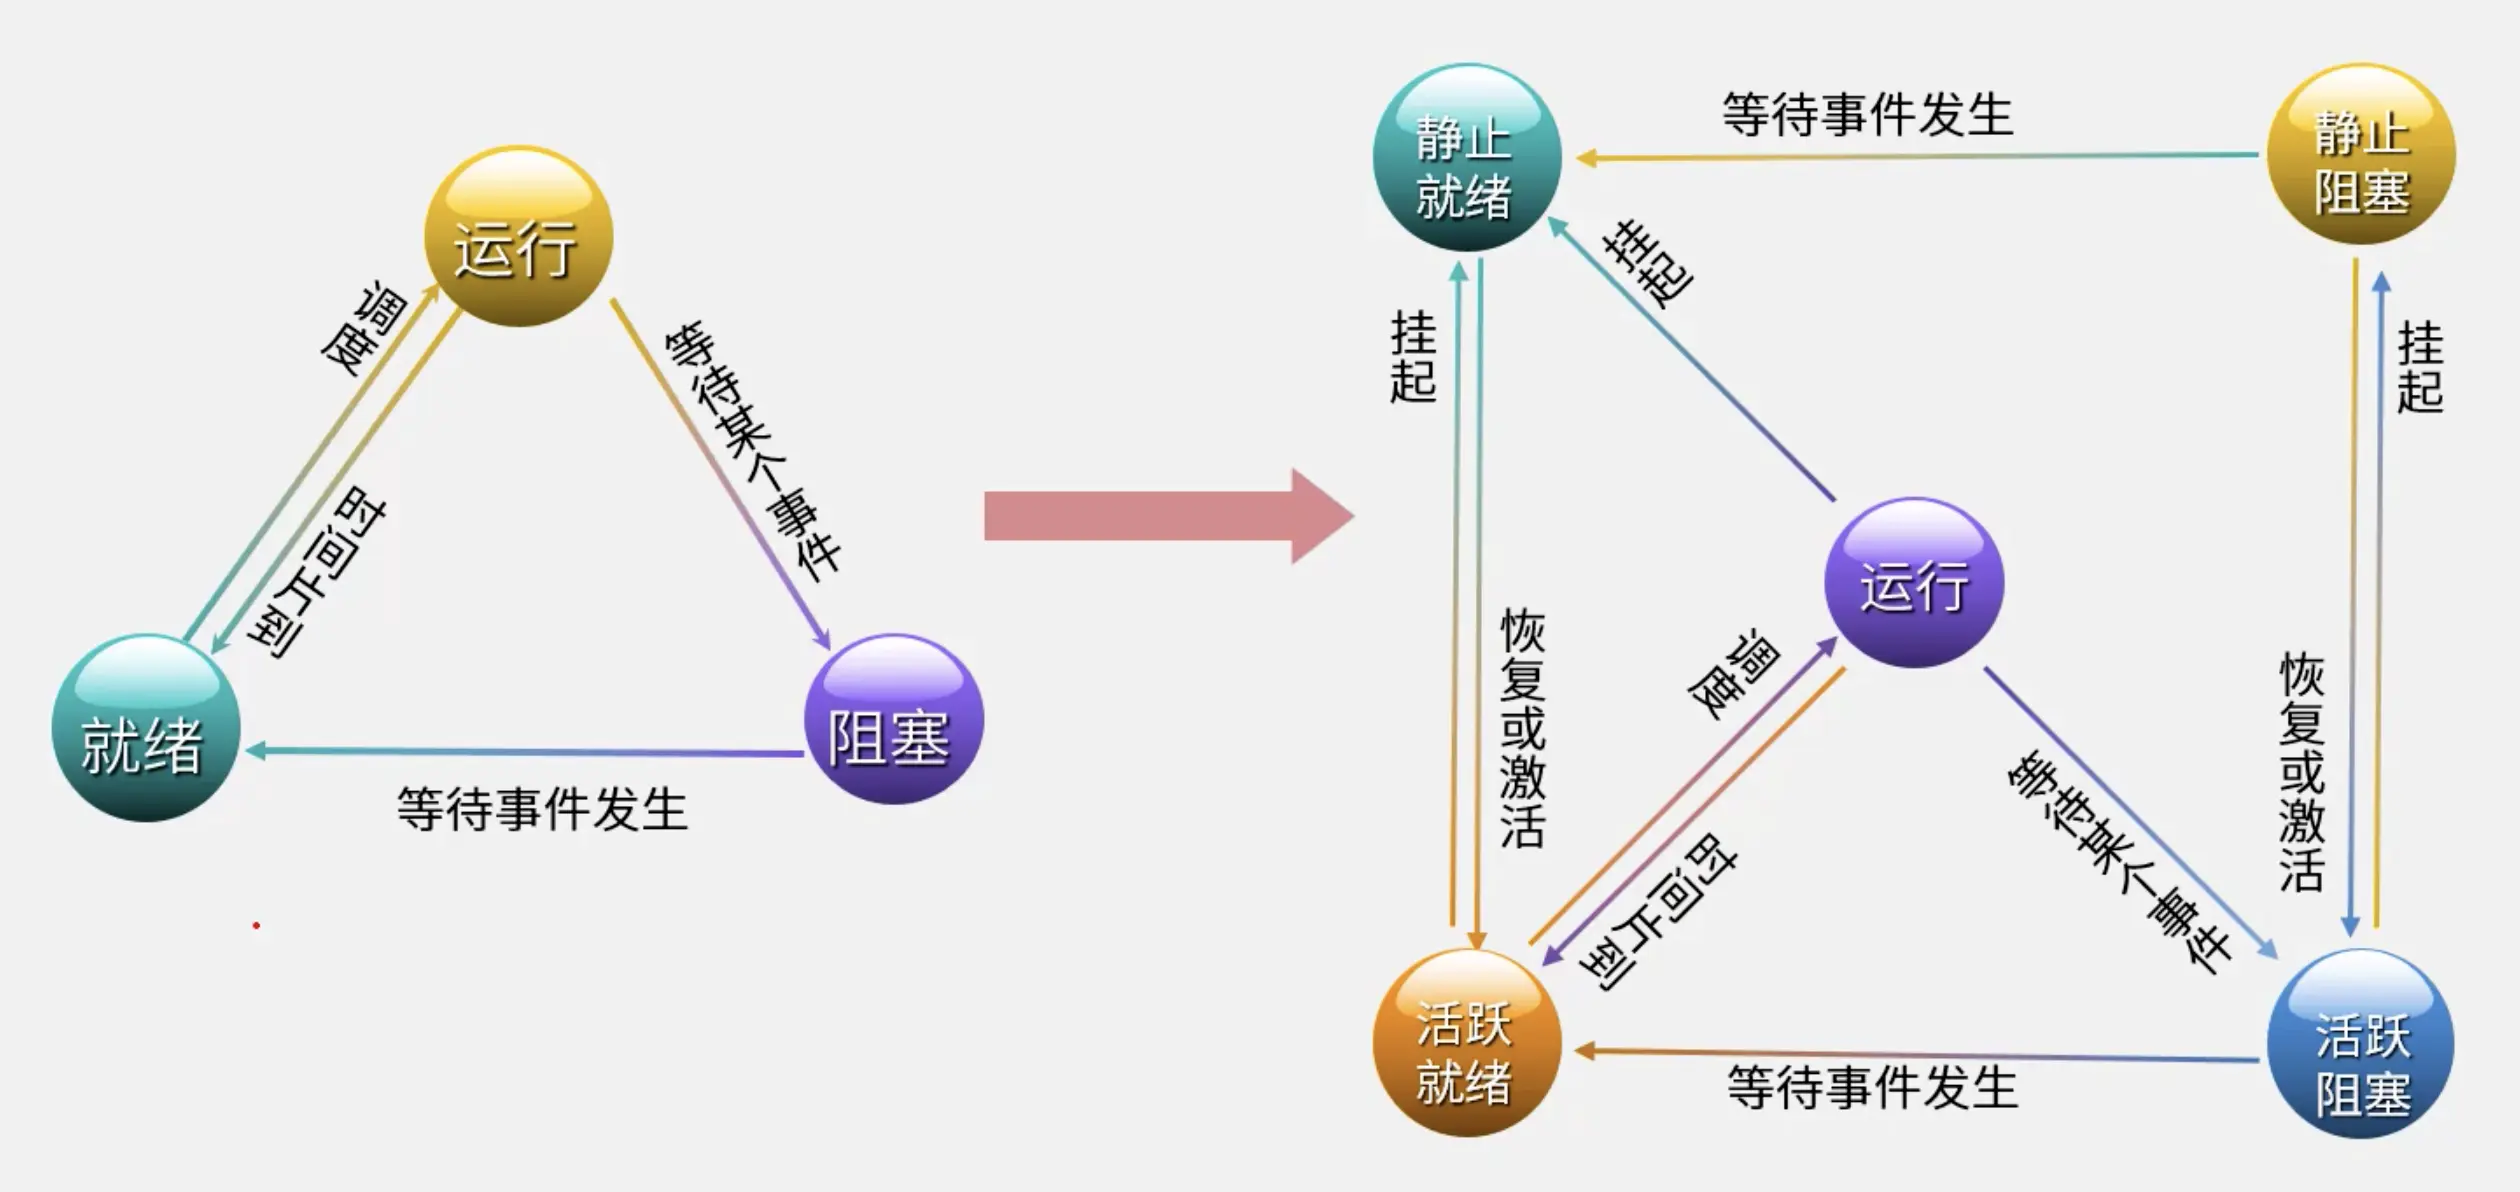 运行
调度
时间片到
等待某个事件
就绪
阻塞
等待事件发生
静止
就绪
等待事件发生
静止
阻塞
挂起
挂起
挂起
运行
恢复或激活
调度
时间片到
等待某个事件
恢复或激活
活跃
就绪
等待事件发生
活跃
阻塞